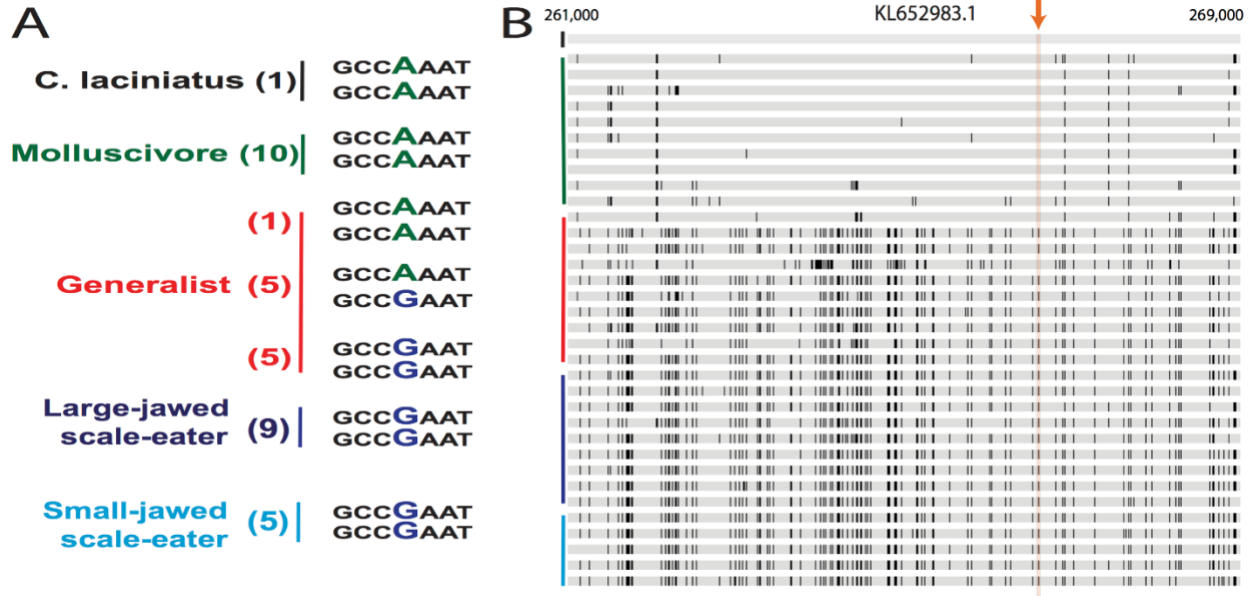 A
C. laciniatus (1)
GCCAAAT
GCCAAAT
Molluscivore (10)
GCCAAAT
GCCAAAT
(1)
GCCAAAT
GCCAAAT
Generalist (5)
GCCAAAT
GCCGAAT
(5)
GCCGAAT
GCCGAAT
Large-jawed
scale-eater (9)
GCCGAAT
GCCGAAT
Small-jawed
scale-eater (5)
GCCGAAT
GCCGAAT
B
261,000
KL652983.1
269,000